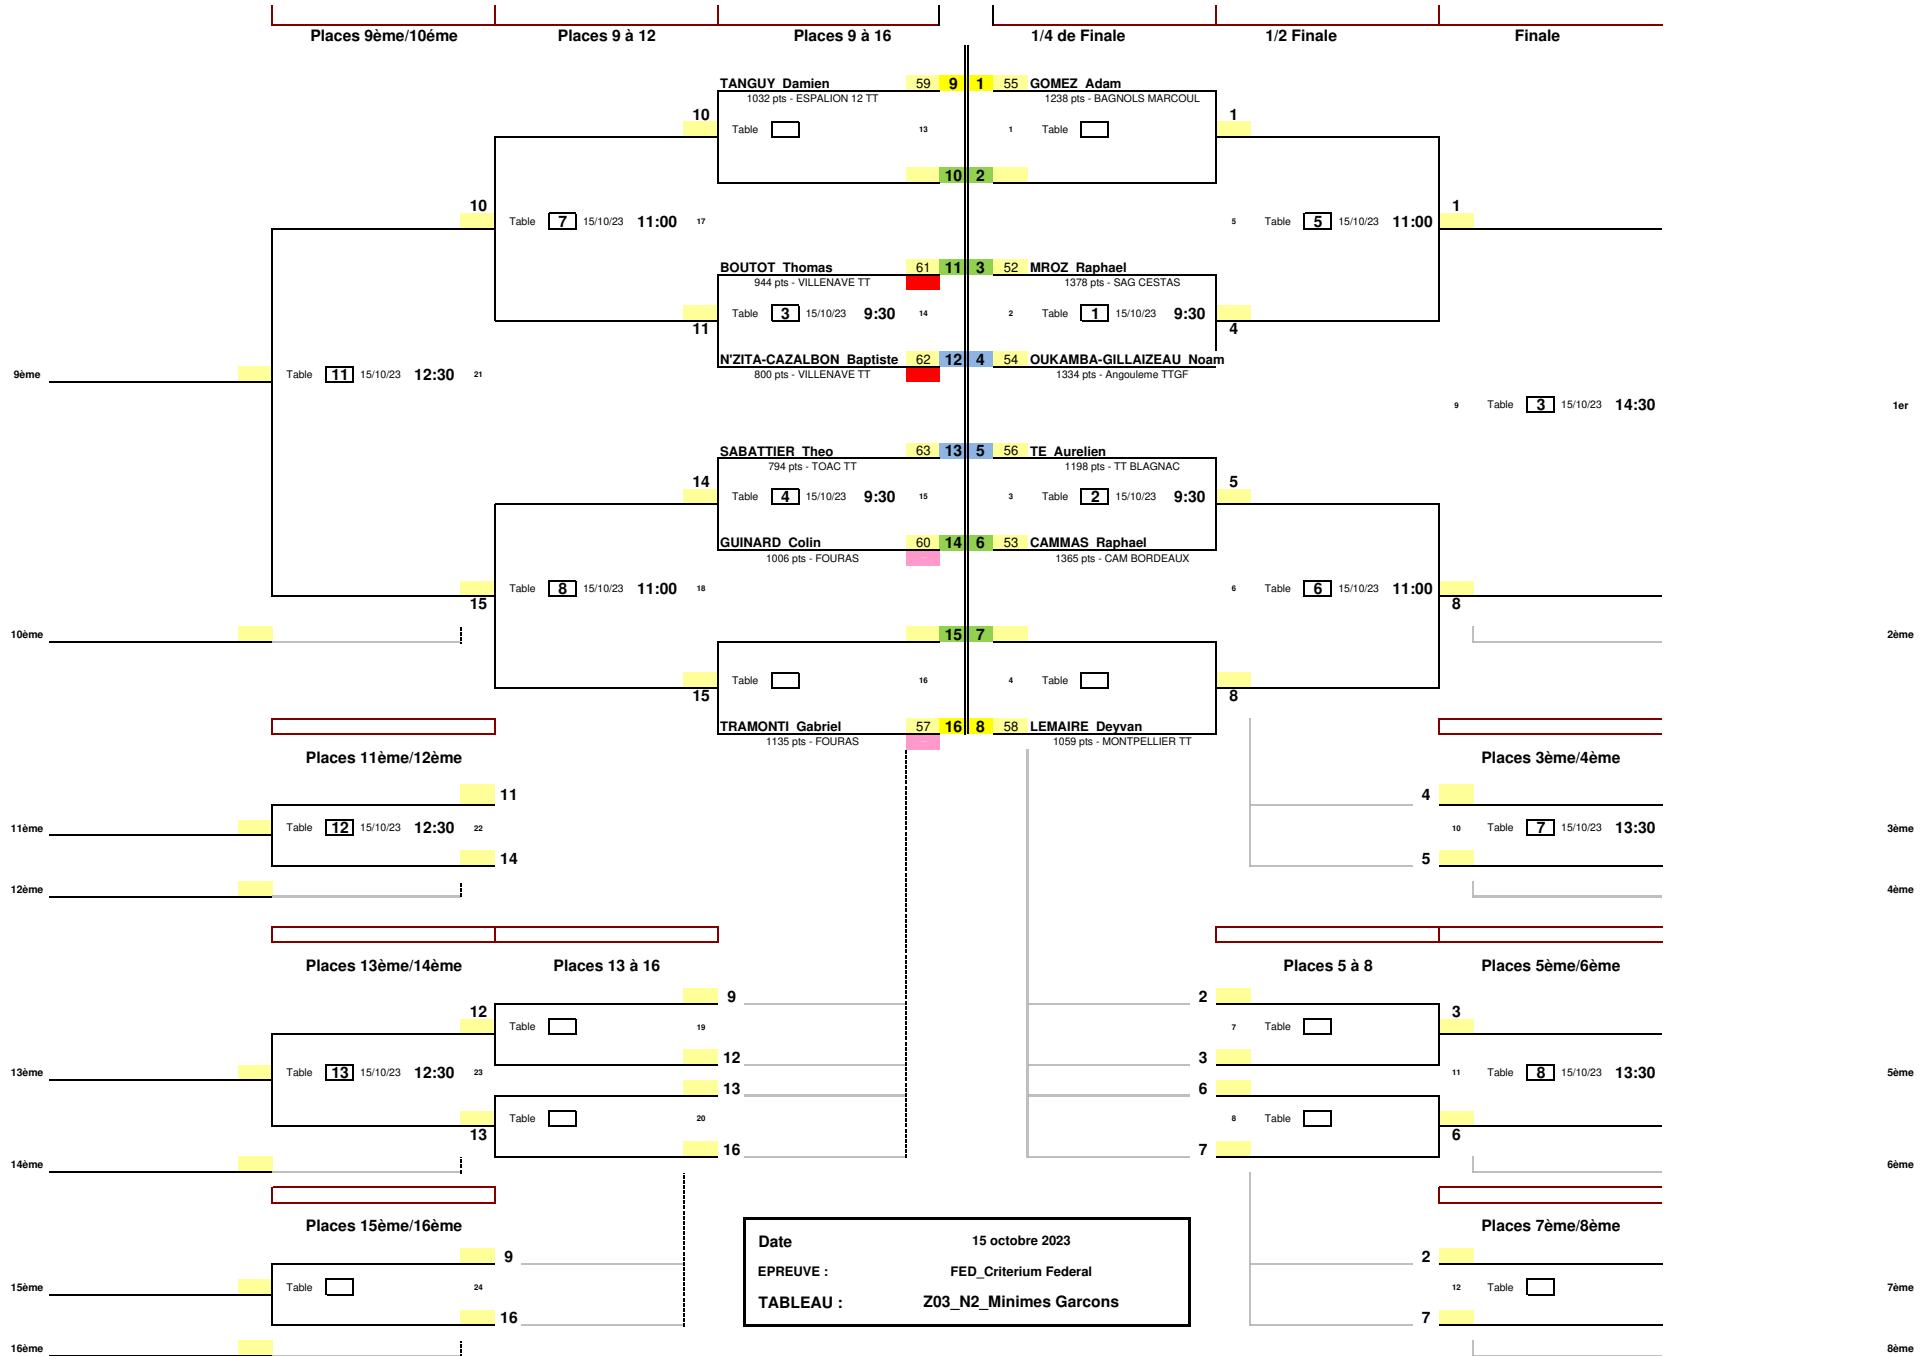 Places 9ème/10éme Places 9 à 12 Places 9 à 16 1/4 de Finale 1/2 Finale Finale
TANGUY Damien 59 9 1 55 GOMEZ Adam
1032 pts - ESPALION 12 TT 1238 pts - BAGNOLS MARCOUL
10 1
Table 13 1 Table
10 2
10 1
Table 7 15/10/23 11:00 17 5 Table 5 15/10/23 11:00
BOUTOT Thomas 61 11 3 52 MROZ Raphael
944 pts - VILLENAVE TT 1378 pts - SAG CESTAS
Table 3 15/10/23 9:30 14 2 Table 1 15/10/23 9:30
11 4
N'ZITA-CAZALBON Baptiste 62 12 4 54 OUKAMBA-GILLAIZEAU Noam
800 pts - VILLENAVE TT 1334 pts - Angouleme TTGF
9ème Table 11 15/10/23 12:30 21
9 Table 3 15/10/23 14:30 1er
SABATTIER Theo 63 13 5 56 TE Aurelien
794 pts - TOAC TT 1198 pts - TT BLAGNAC
14 5
Table 4 15/10/23 9:30 15 3 Table 2 15/10/23 9:30
GUINARD Colin 60 14 6 53 CAMMAS Raphael
1006 pts - FOURAS 1365 pts - CAM BORDEAUX
Table 8 15/10/23 11:00 18 6 Table 6 15/10/23 11:00
15 8
10ème 15 7 2ème
Table 16 4 Table
15 8
TRAMONTI Gabriel 57 16 8 58 LEMAIRE Deyvan
1135 pts - FOURAS 1059 pts - MONTPELLIER TT
Places 11ème/12ème Places 3ème/4ème
11 4
11ème Table 12 15/10/23 12:30 22 10 Table 7 15/10/23 13:30 3ème
14 5
12ème 4ème
Places 13ème/14ème Places 13 à 16 Places 5 à 8 Places 5ème/6ème
9 2
12 3
Table 19 7 Table
12 3
13ème Table 13 15/10/23 12:30 23 11 Table 8 15/10/23 13:30 5ème
13 6
Table 20 8 Table
13 6
16 7
14ème 6ème
Places 15ème/16ème Places 7ème/8ème
Date 15 octobre 2023
9 2
EPREUVE : FED_Criterium Federal
15ème Table 24 12 Table 7ème
TABLEAU : Z03_N2_Minimes Garcons
16 7
16ème 8ème